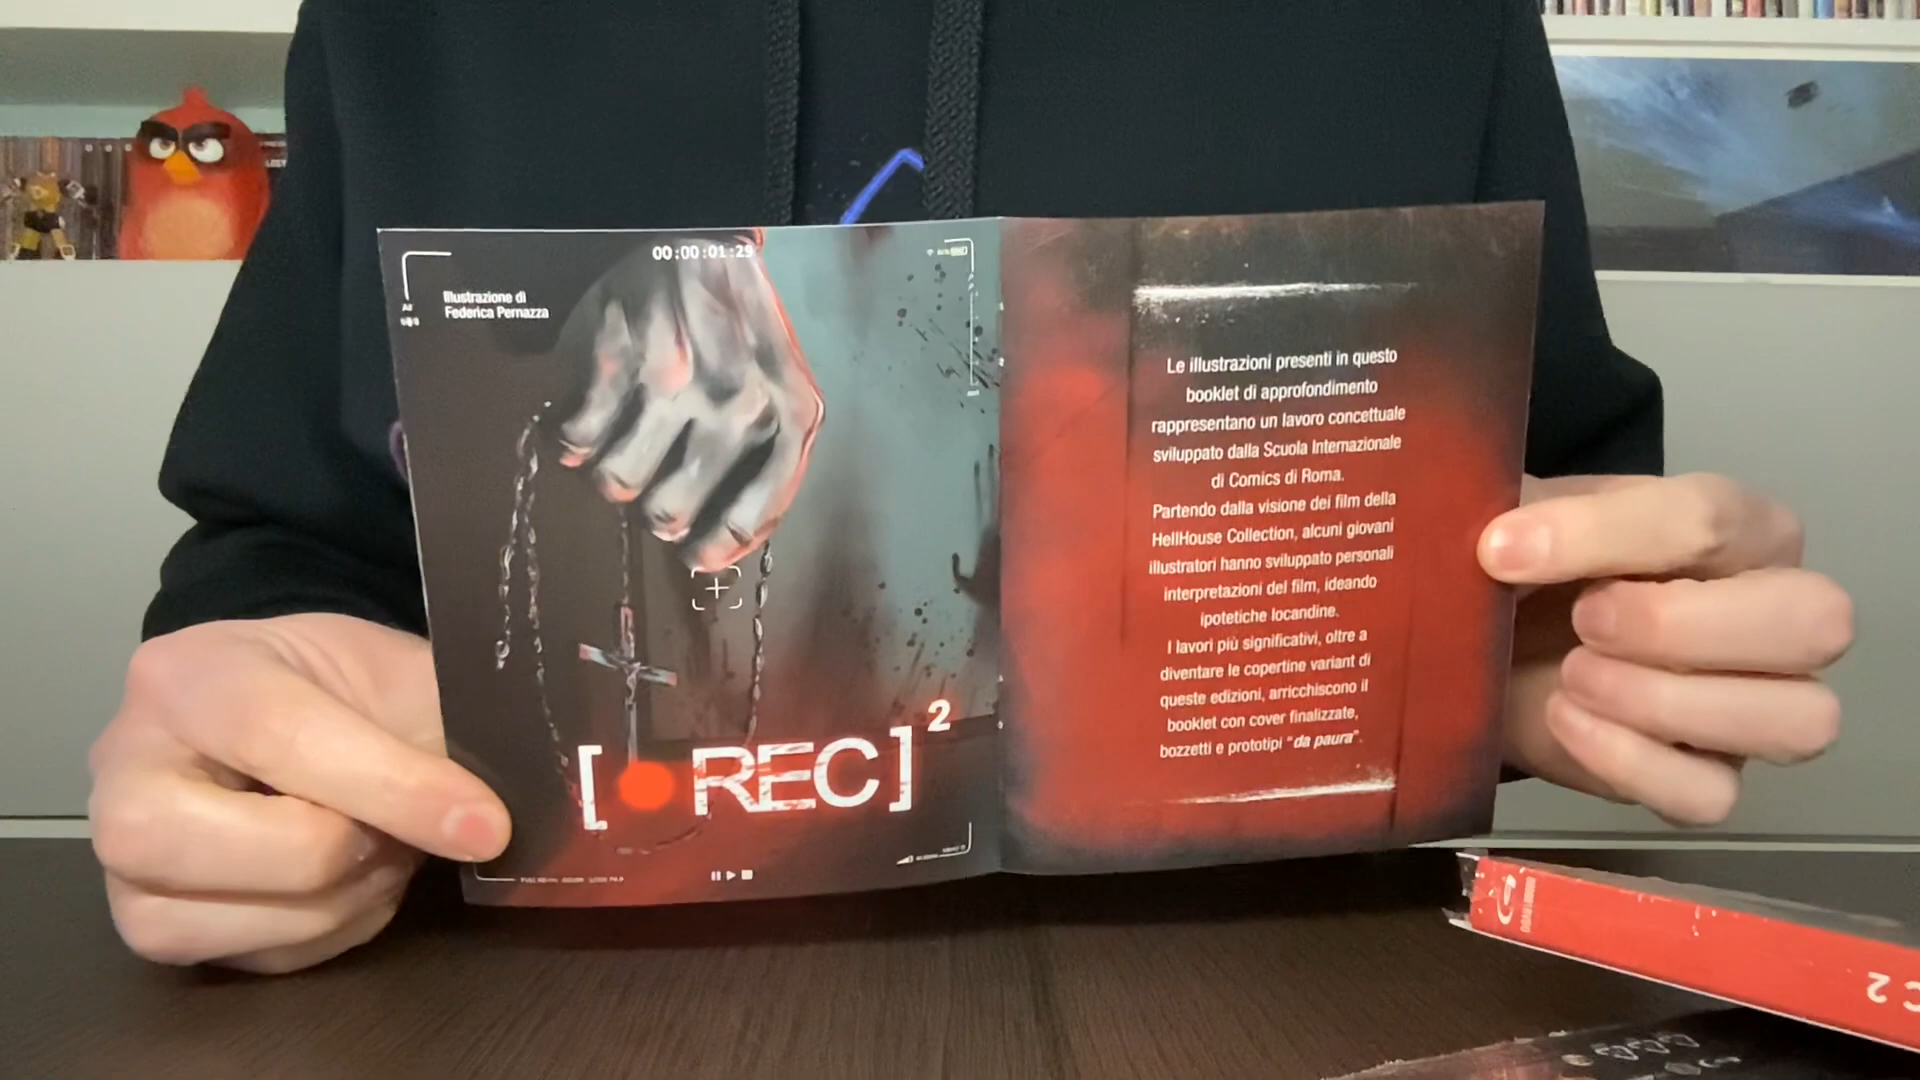 00:00:01:29
Illustrazione di
Federica Pernazza
[ REC]²
Le illustrazioni presenti in questo
booklet di approfondimento
rappresentano un lavoro concettuale
sviluppato dalla Scuola Internazionale
di Comics di Roma.
Partendo dalla visione dei film della
HellHouse Collection, alcuni giovani
illustratori hanno sviluppato personali
interpretazioni del film, ideando
ipotetiche locandine.
I lavori più significativi, oltre a
diventare le copertine variant di
queste edizioni, arricchiscono il
booklet con cover finalizzate,
bozzetti e prototipi “da paura”.
C 2